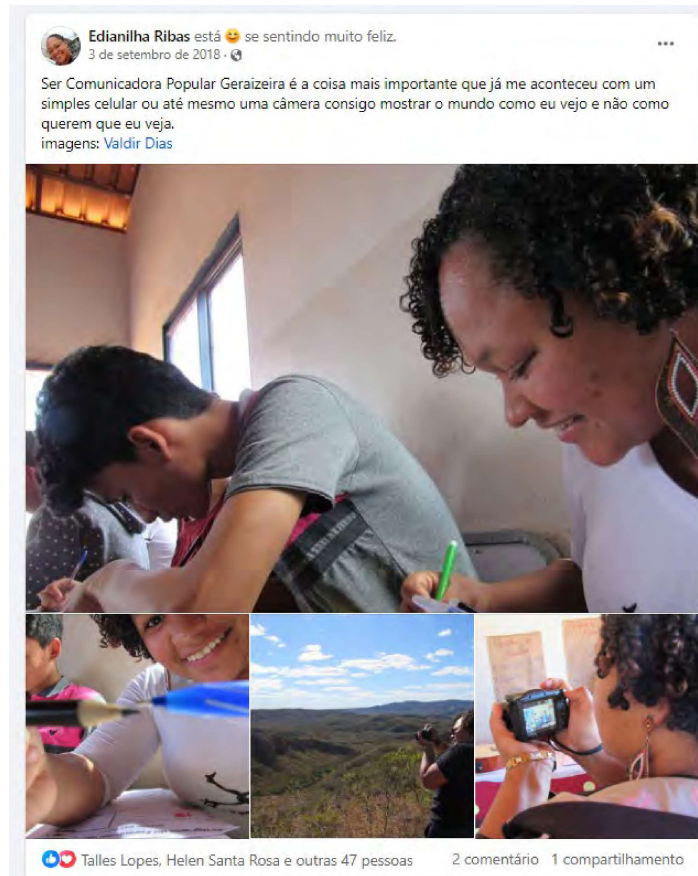 Edianilha Ribas está se sentindo muito feliz.
3 de setembro de 2018 ·
Ser Comunicadora Popular Geraizeira é a coisa mais importante que já me aconteceu com um
simples celular ou até mesmo uma câmera consigo mostrar o mundo como eu vejo e não como
querem que eu veja.
imagens: Valdir Dias
Talles Lopes, Helen Santa Rosa e outras 47 pessoas
2 comentário 1 compartilhamento